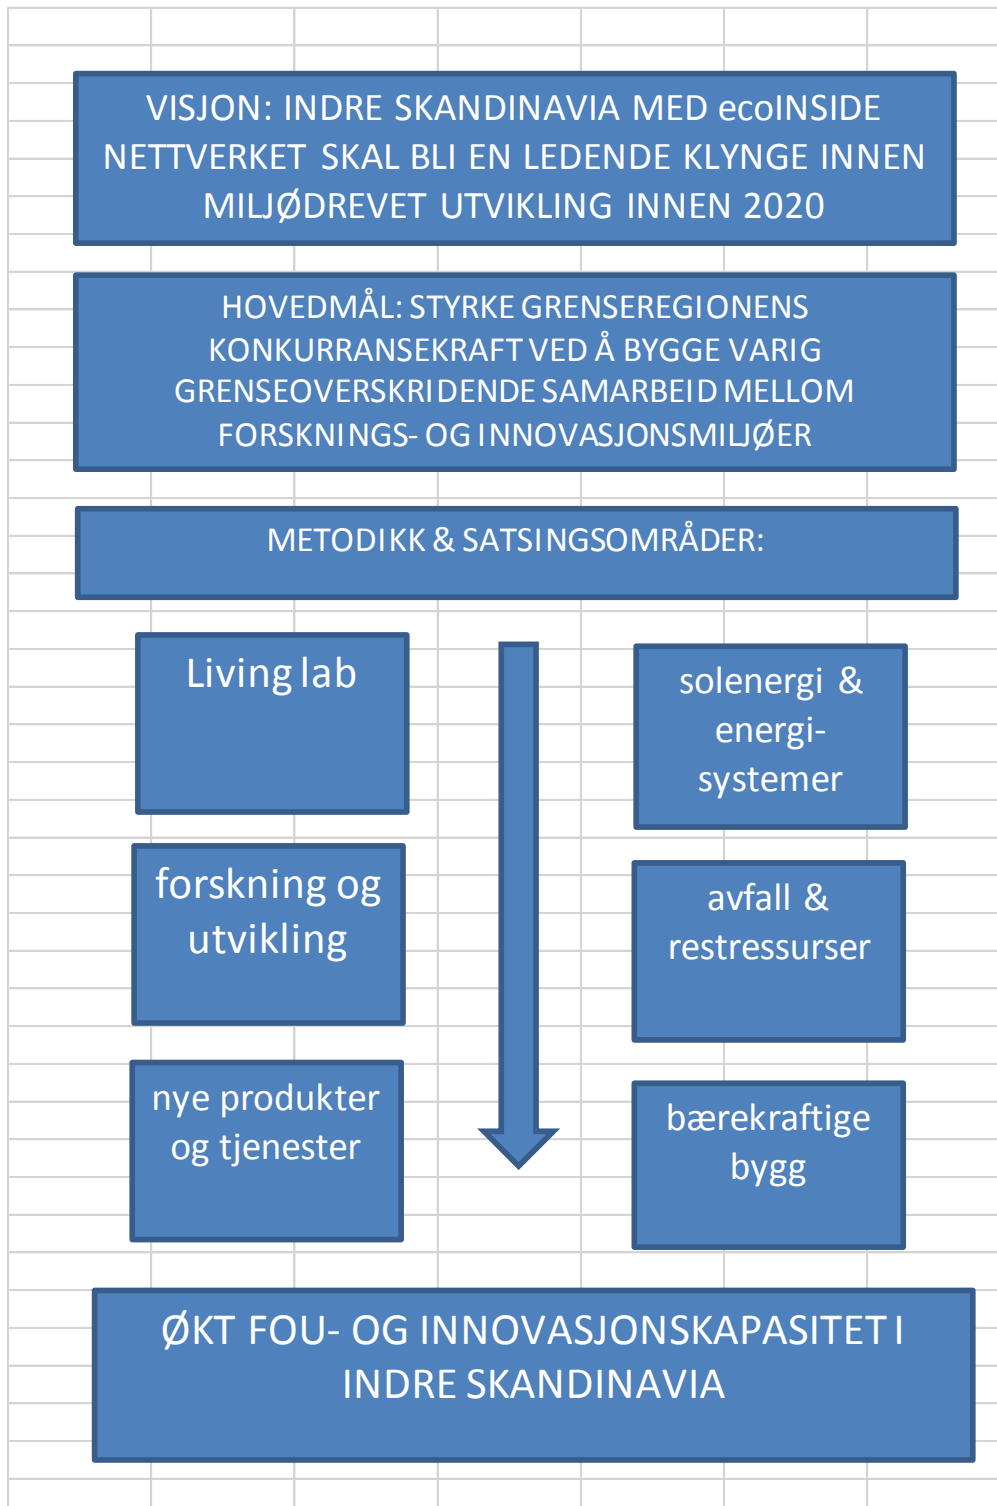 VISJON: INDRE SKANDINAVIA MED ecoINSIDE
NETTVERKET SKAL BLI EN LEDENDE KLYNGE INNEN
MILJØDREVET UTVIKLING INNEN 2020
HOVEDMÅL: STYRKE GRENSEREGIONENS
KONKURRANSEKRAFT VED Å BYGGE VARIG
GRENSEOVERSKRIDENDE SAMARBEID MELLOM
FORSKNINGS- OG INNOVASJONSMILJØER
METODIKK & SATSINGSOMRÅDER:
Living lab
forskning og
utvikling
nye produkter
og tjenester
solenergi &
energi-
systemer
avfall &
restressurser
bærekraftige
bygg
ØKT FOU- OG INNOVASJONSKAPASITET I
INDRE SKANDINAVIA